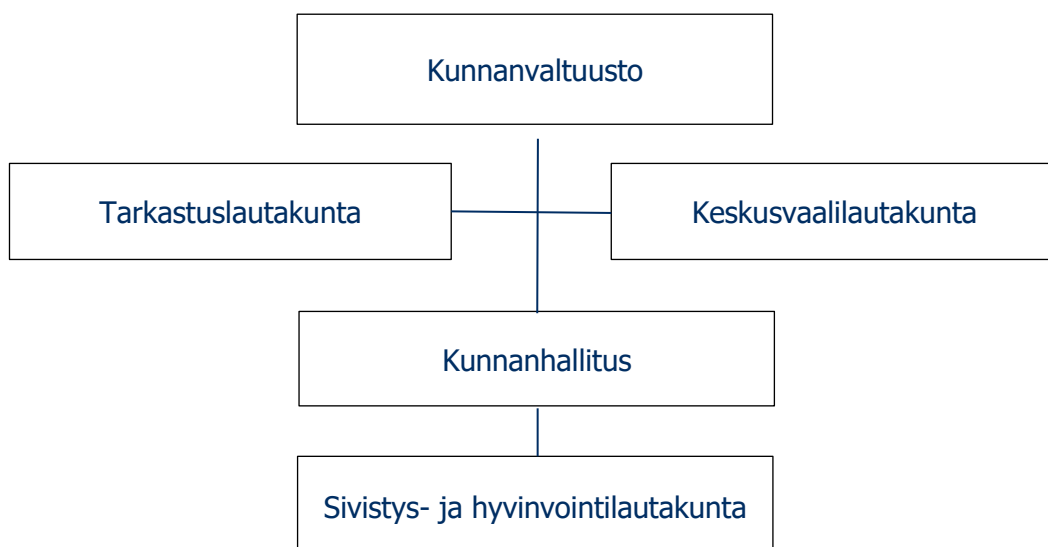 Kunnanvaltuusto
Tarkastuslautakunta
Keskusvaalilautakunta
Kunnanhallitus
Sivistys- ja hyvinvointilautakunta